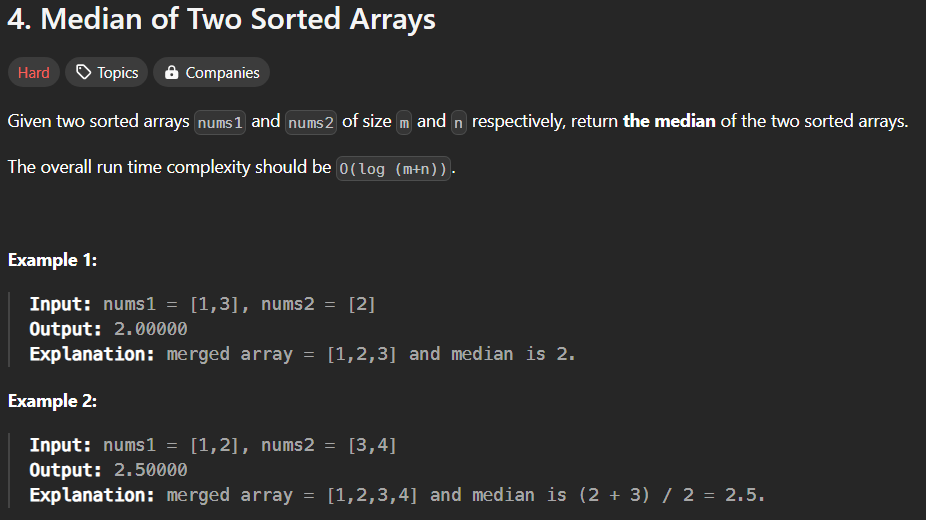 4. Median of Two Sorted Arrays
Hard Topics Companies
Given two sorted arrays nums1 and nums2 of size m and n respectively, return the median of the two sorted arrays.
The overall run time complexity should be O(log (m+n)).
Example 1:
Input: nums1 = [1,3], nums2 = [2]
Output: 2.00000
Explanation: merged array = [1,2,3] and median is 2.
Example 2:
Input: nums1 = [1,2], nums2 = [3,4]
Output: 2.50000
Explanation: merged array = [1,2,3,4] and median is (2 + 3) / 2 = 2.5.